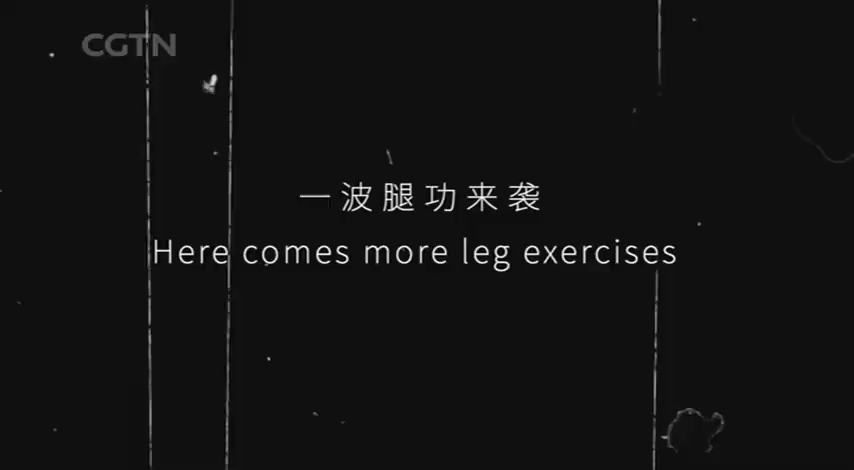 CGTN
一波腿功来袭
Here comes more leg exercises